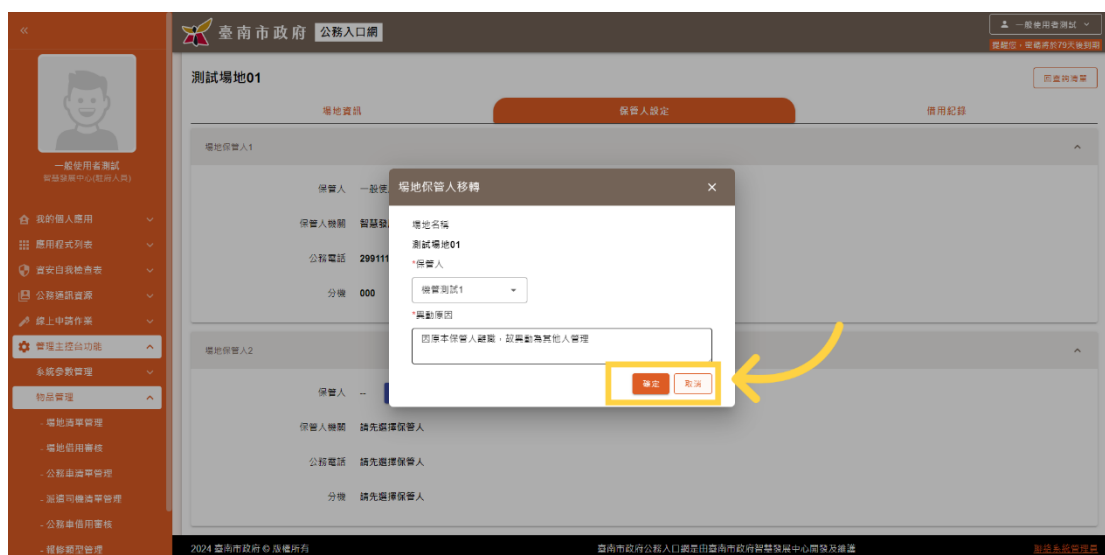 «
臺南市政府 公務入口網
一般使用者測試
提醒您，密碼將於79天後到期
一般使用者測試
智慧發展中心(駐府人員)
我的個人應用
應用程式列表
資安自我檢查表
公務通訊資源
線上申請作業
管理主控台功能
系統參數管理
物品管理
- 場地清單管理
- 場地借用審核
- 公務車清單管理
- 派遣司機清單管理
- 公務車借用審核
- 報修類型管理
測試場地01
回查詢清單
場地資訊
保管人設定
借用記錄
場地保管人1
保管人 一般使
保管人機關 智慧發
公務電話 299111
分機 000
場地保管人2
保管人 --
保管人機關 請先選擇保管人
公務電話 請先選擇保管人
分機 請先選擇保管人
場地保管人移轉 ×
場地名稱
測試場地01
*保管人
機管測試1
*異動原因
因原本保管人離職，故異動為其他人管理
確定 取消
2024 臺南市政府 © 版權所有
臺南市政府公務入口網是由臺南市政府智慧發展中心開發及維護
聯絡系統管理員